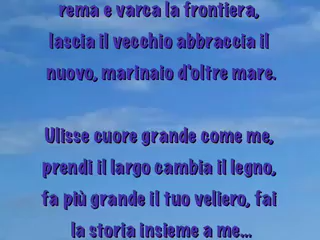 rema e varca la frontiera,
lascia il vecchio abbraccia il
nuovo, marinaio d'oltre mare.

Ulisse cuore grande come me,
prendi il largo cambia il legno,
fa più grande il tuo veliero, fai
la storia insieme a me...